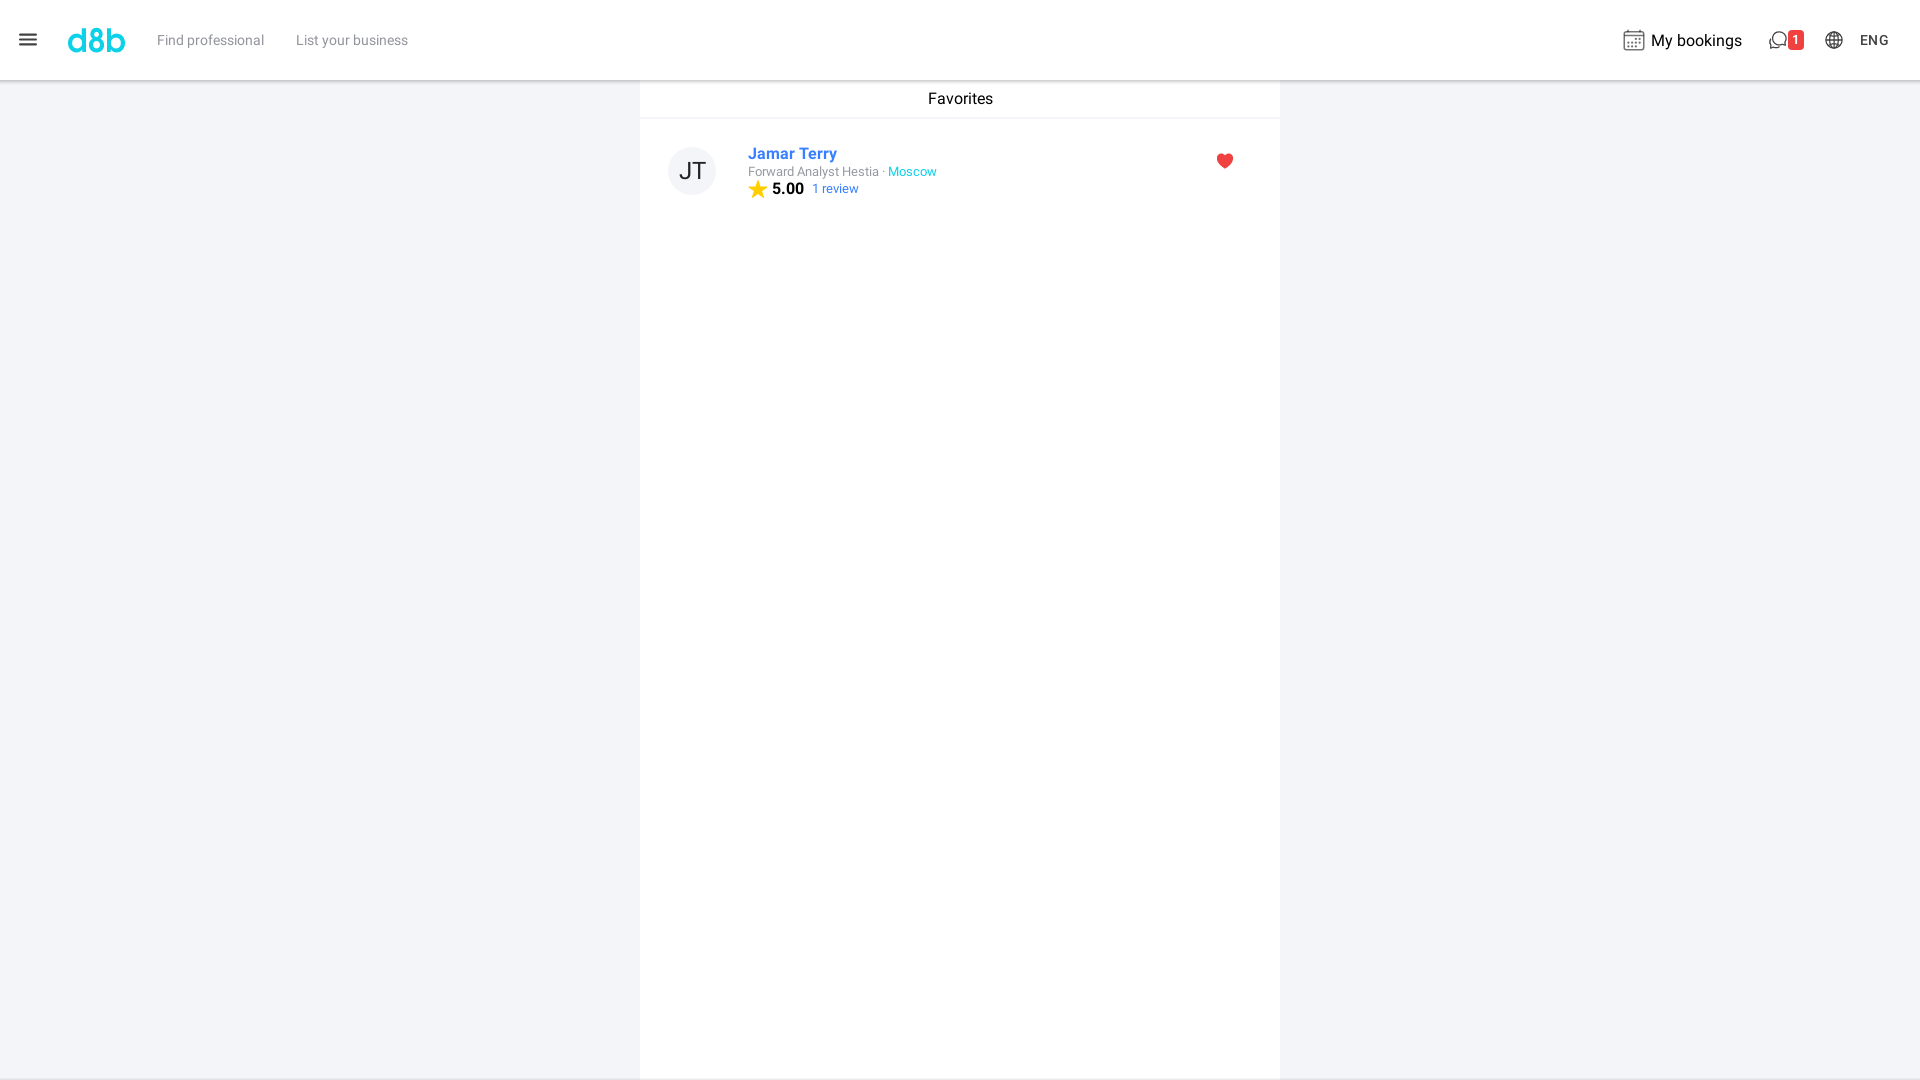 d8b
Find professional
List your business
My bookings
1
ENG
Favorites
JT
Jamar Terry
Forward Analyst Hestia · Moscow
5.00 1 review